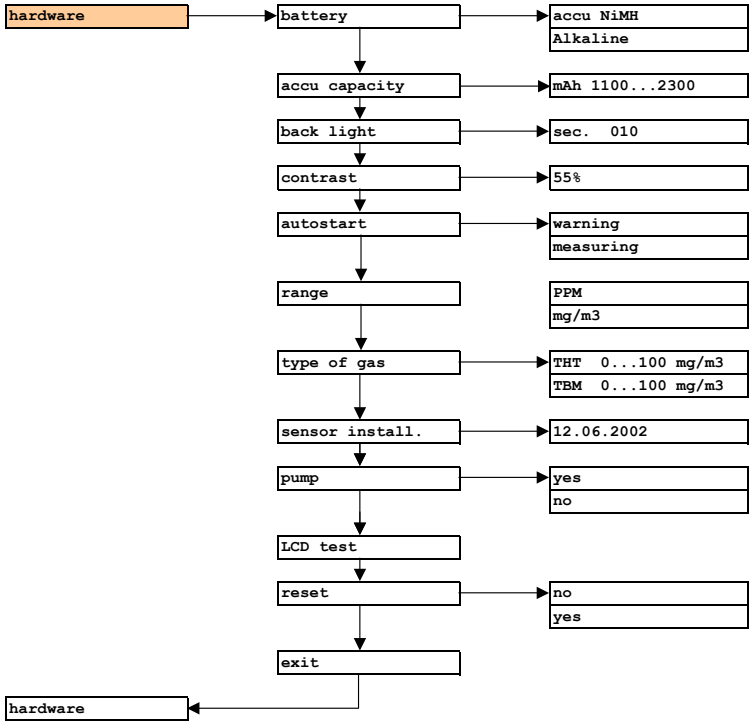 hardware
battery
accu NiMH
Alkaline
accu capacity
mAh 1100...2300
back light
sec.  010
contrast
55%
autostart
warning
measuring
range
PPM
mg/m3
type of gas
THT  0...100 mg/m3
TBM  0...100 mg/m3
sensor install.
12.06.2002
pump
yes
no
LCD test
reset
no
yes
exit
hardware